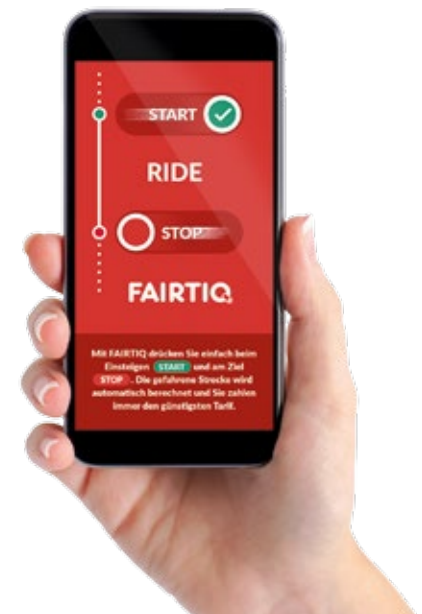 START
RIDE
STOP
FAIRTIQ
Mit FAIRTIQ drücken Sie einfach beim
Einsteigen START und am Ziel
STOP . Die gefahrene Strecke wird
automatisch berechnet und Sie zahlen
immer den günstigsten Tarif.